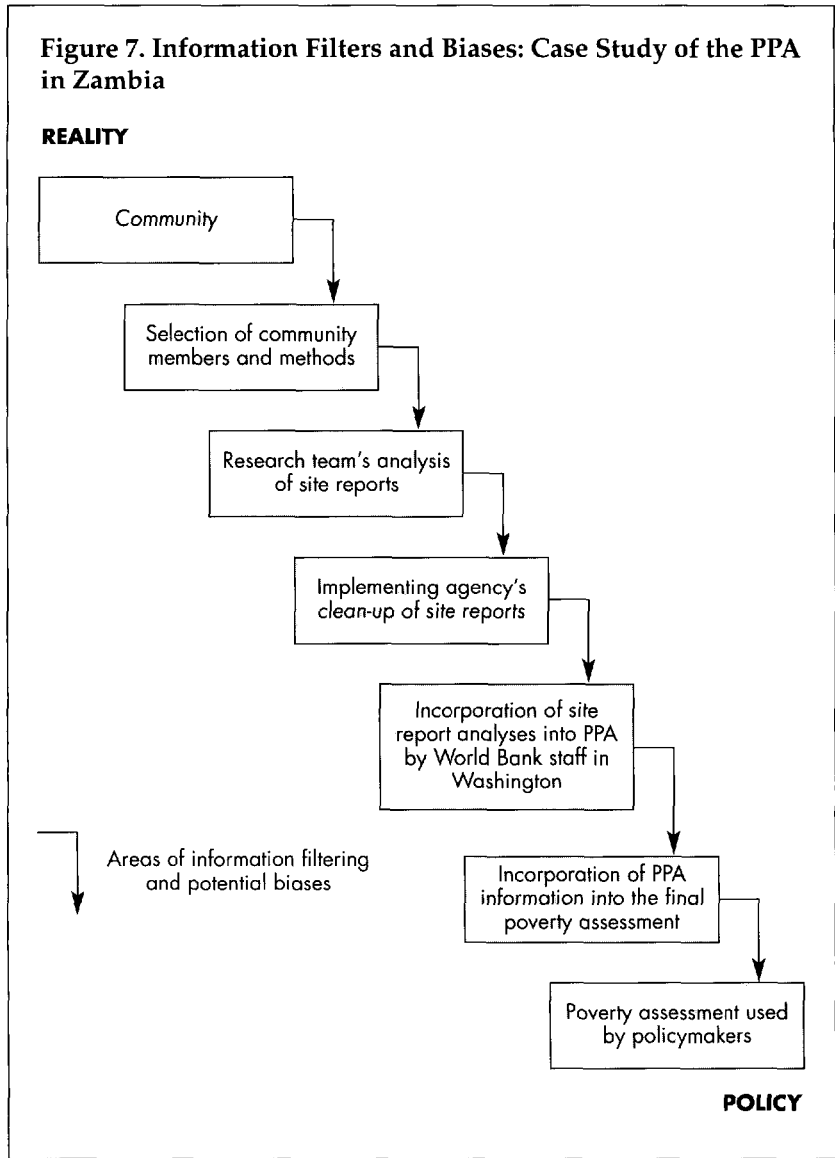 Figure 7. Information Filters and Biases: Case Study of the PPA
in Zambia
REALITY
Community
Selection of community
members and methods
Research team's analysis
of site reports
Implementing agency's
clean-up of site reports
Incorporation of site
report analyses into PPA
by World Bank staff in
Washington
Areas of information filtering
and potential biases
Incorporation of PPA
information into the final
poverty assessment
Poverty assessment used
by policymakers
POLICY